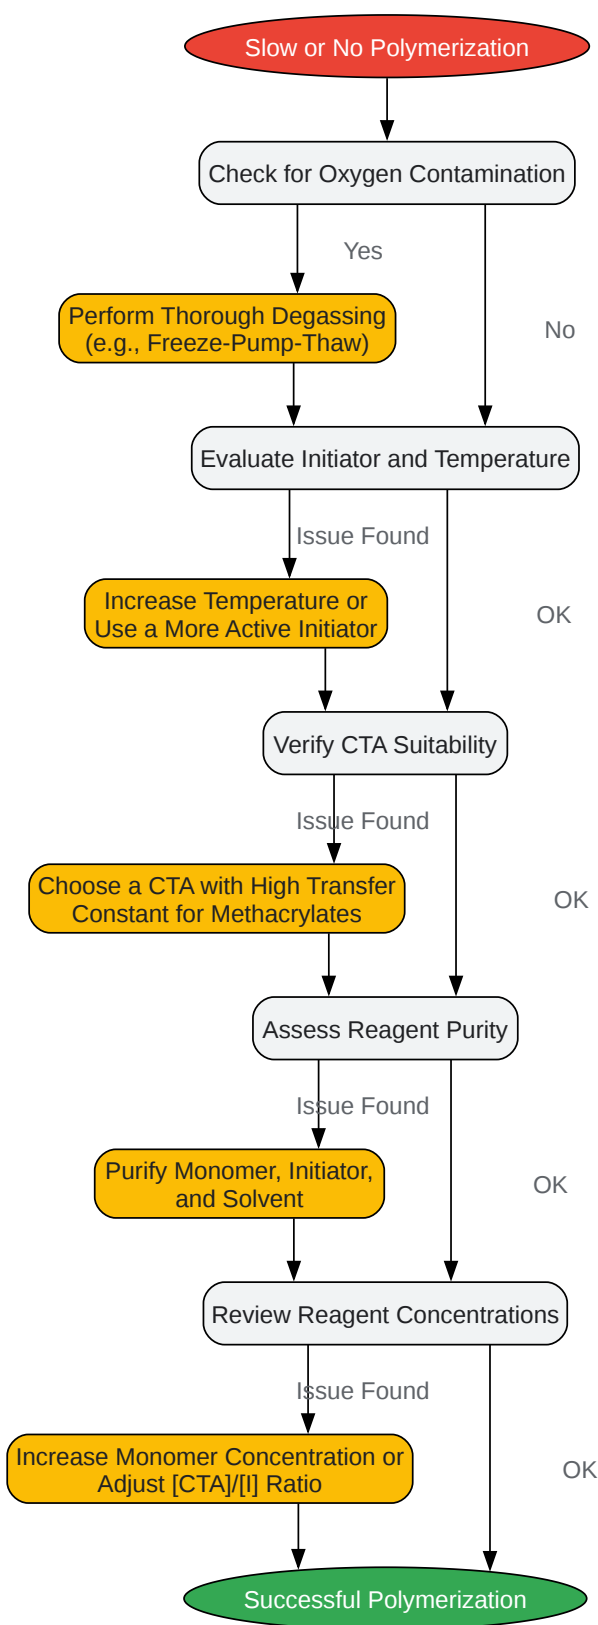 Slow or No Polymerization
Check for Oxygen Contamination
Yes
Perform Thorough Degassing
(e.g., Freeze-Pump-Thaw)
No
Evaluate Initiator and Temperature
Issue Found
Increase Temperature or
Use a More Active Initiator
OK
Verify CTA Suitability
Issue Found
Choose a CTA with High Transfer
Constant for Methacrylates
OK
Assess Reagent Purity
Issue Found
Purify Monomer, Initiator,
and Solvent
OK
Review Reagent Concentrations
Issue Found
Increase Monomer Concentration or
Adjust [CTA]/[I] Ratio
OK
Successful Polymerization